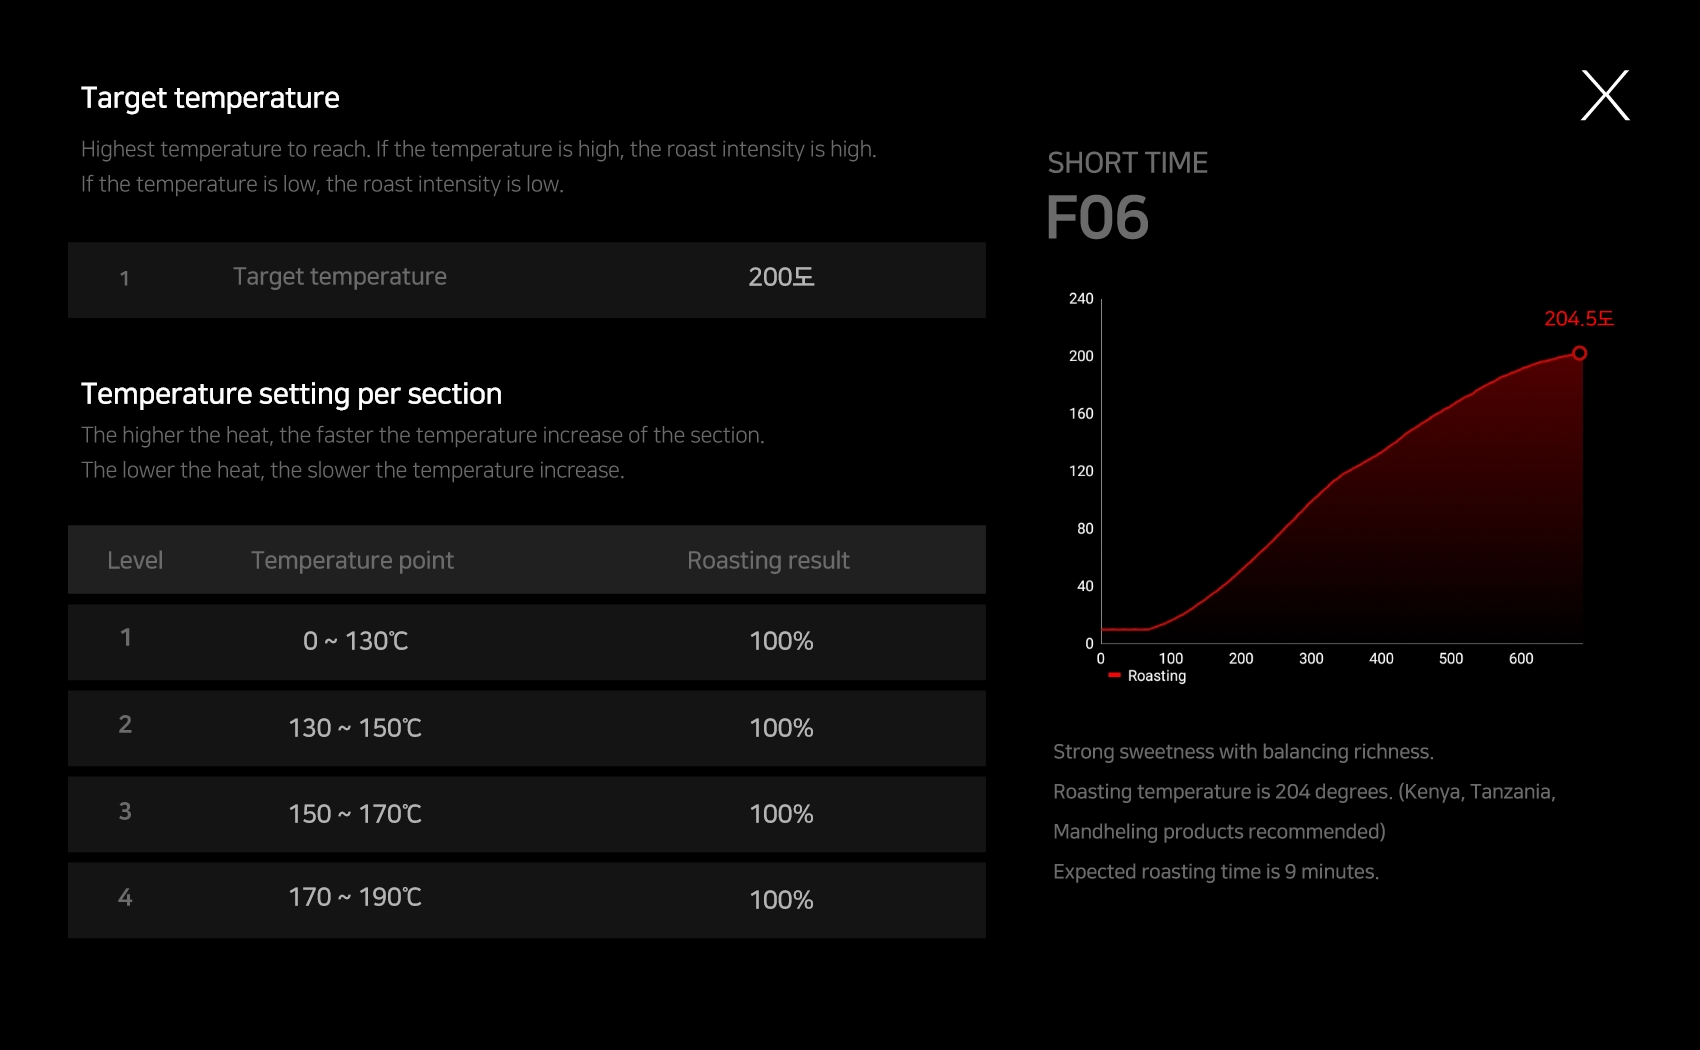 Target temperature
Highest temperature to reach. If the temperature is high, the roast intensity is high.
If the temperature is low, the roast intensity is low.
1 Target temperature 200도
Temperature setting per section
The higher the heat, the faster the temperature increase of the section.
The lower the heat, the slower the temperature increase.
Level Temperature point Roasting result
1 0 ~ 130℃ 100%
2 130 ~ 150℃ 100%
3 150 ~ 170℃ 100%
4 170 ~ 190℃ 100%
X
SHORT TIME
F06
204.5도
240
200
160
120
80
40
0
0 100 200 300 400 500 600
Roasting
Strong sweetness with balancing richness.
Roasting temperature is 204 degrees. (Kenya, Tanzania,
Mandheling products recommended)
Expected roasting time is 9 minutes.